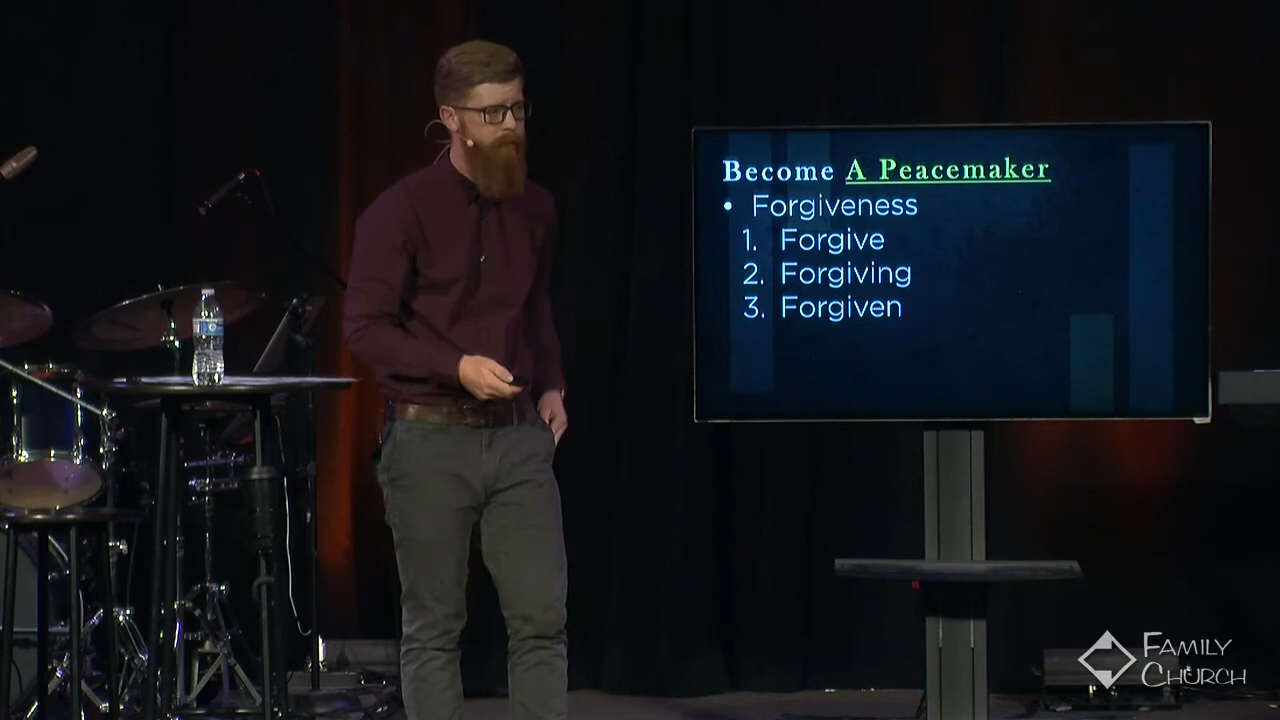 Become A Peacemaker
• Forgiveness
1. Forgive
2. Forgiving
3. Forgiven
Family
Church